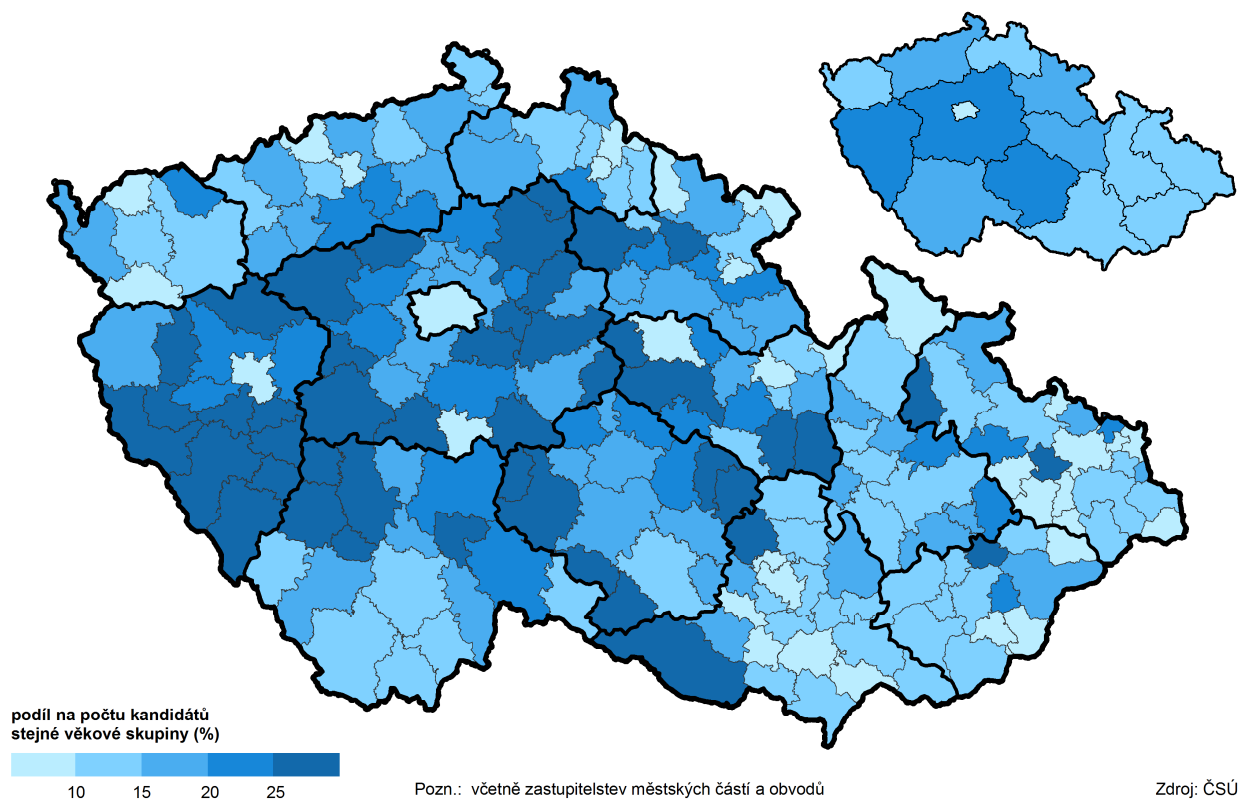 podíl na počtu kandidátů
stejné věkové skupiny (%)
10 15 20 25
Pozn.: včetně zastupitelstev městských částí a obvodů
Zdroj: ČSÚ